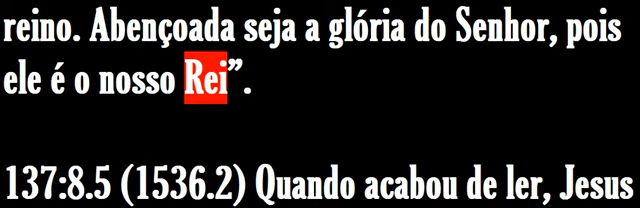 reino. Abençoada seja a glória do Senhor, pois
ele é o nosso Rei”.
137:8.5 (1536.2) Quando acabou de ler, Jesus